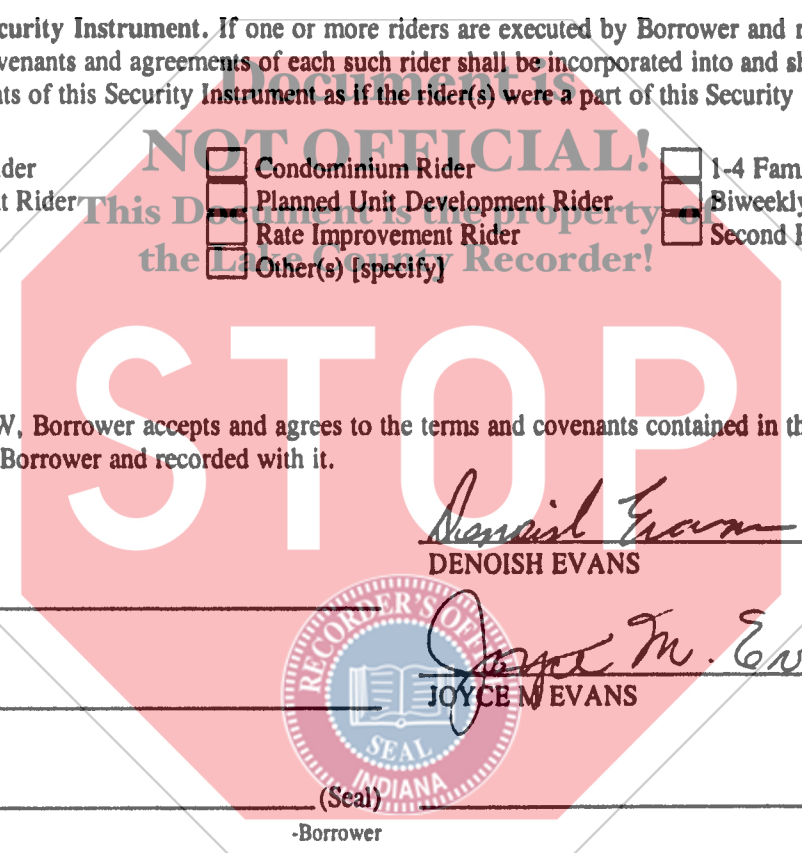 curity Instrument. If one or more riders are executed by Borrower and r
venants and agreements of each such rider shall be incorporated into and sh
Document is
ts of this Security Instrument as if the rider(s) were a part of this Security
NOT OFFICIAL!
der Condominium Rider 1-4 Fam
t Rider Planned Unit Development Rider Biweekly
This Document is the property of
Rate Improvement Rider Second
the Lake County Recorder!
Other(s) [specify]
STOP
W, Borrower accepts and agrees to the terms and covenants contained in th
Borrower and recorded with it.
Denoish Evans
DENOISH EVANS
RECORDER'S OFFICE
Joyce M. Ev
JOYCE M EVANS
SEAL
INDIANA
(Seal)
-Borrower